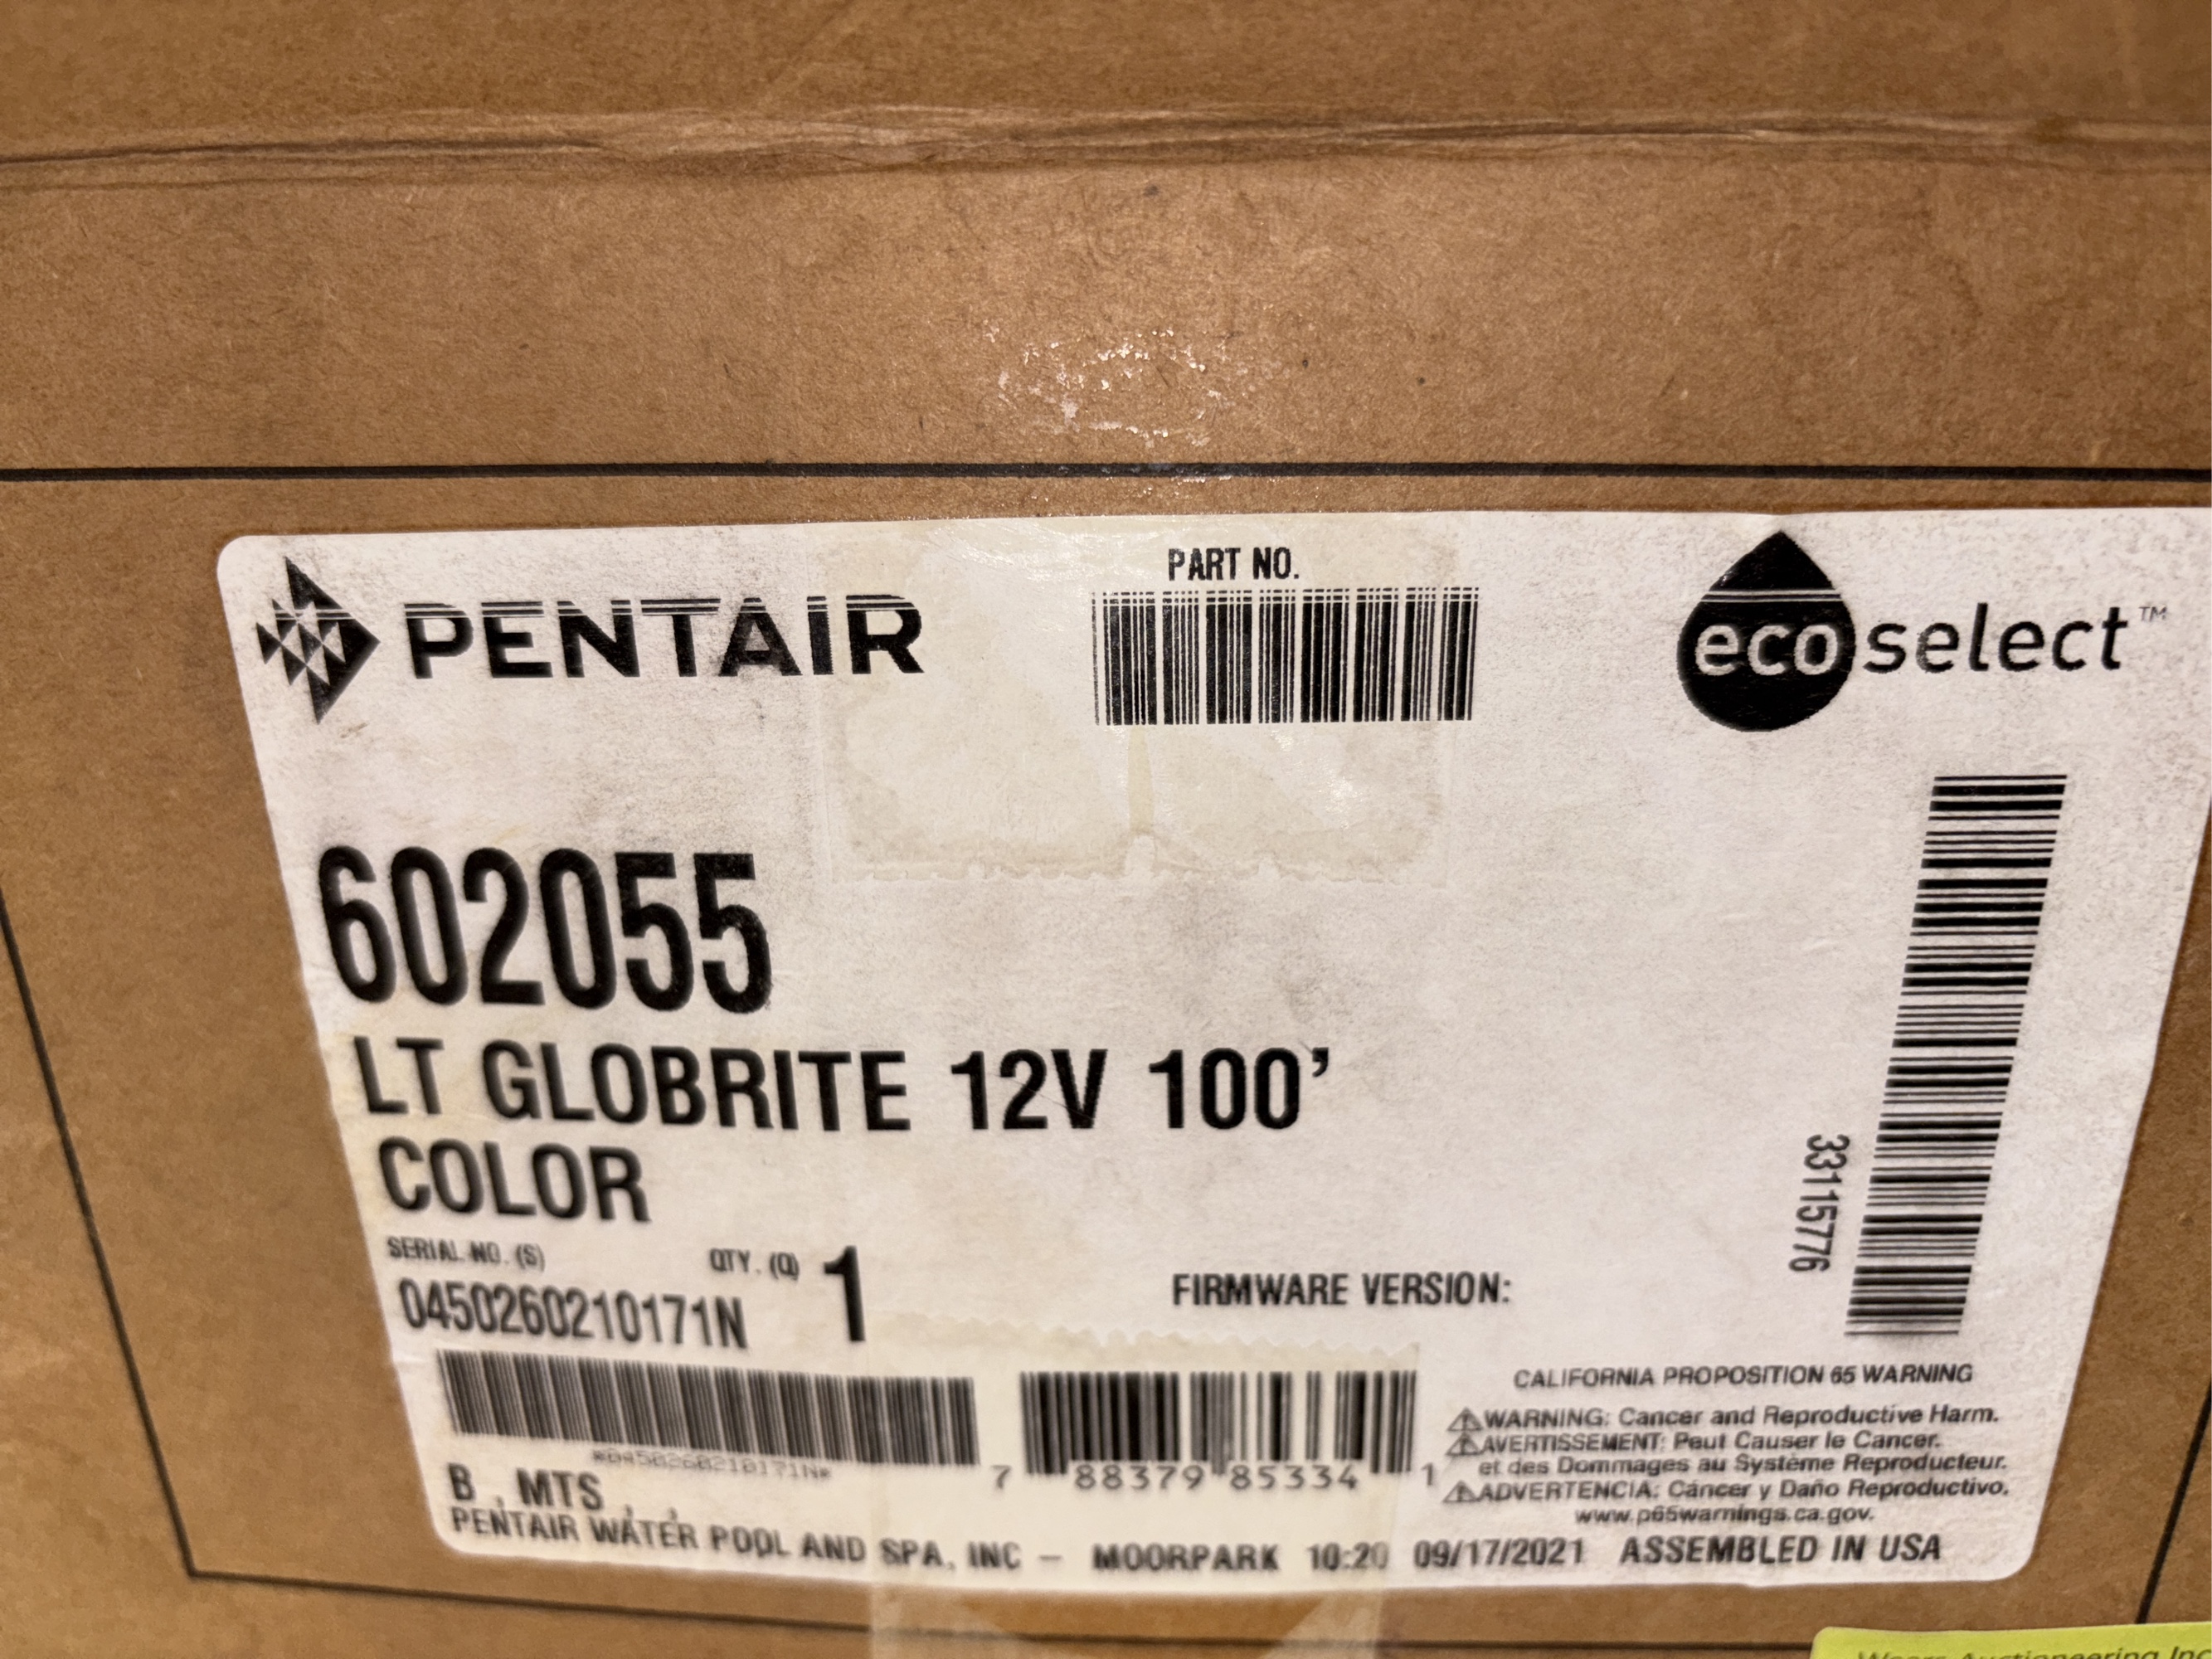 PENTAIR
PART NO.
ecoselect™
602055
LT GLOBRITE 12V 100’
COLOR
33115776
SERIAL NO. (S)
QTY. (Q) 1
0450260210171N
FIRMWARE VERSION:
*0450260210171N*
7 88379 85334 1
CALIFORNIA PROPOSITION 65 WARNING
⚠WARNING: Cancer and Reproductive Harm.
⚠AVERTISSEMENT: Peut Causer le Cancer.
et des Dommages au Système Reproducteur.
⚠ADVERTENCIA: Cáncer y Daño Reproductivo.
www.p65warnings.ca.gov.
B , MTS , ,
PENTAIR WATER POOL AND SPA, INC – MOORPARK 10:20 09/17/2021 ASSEMBLED IN USA
Auctioneering Inc